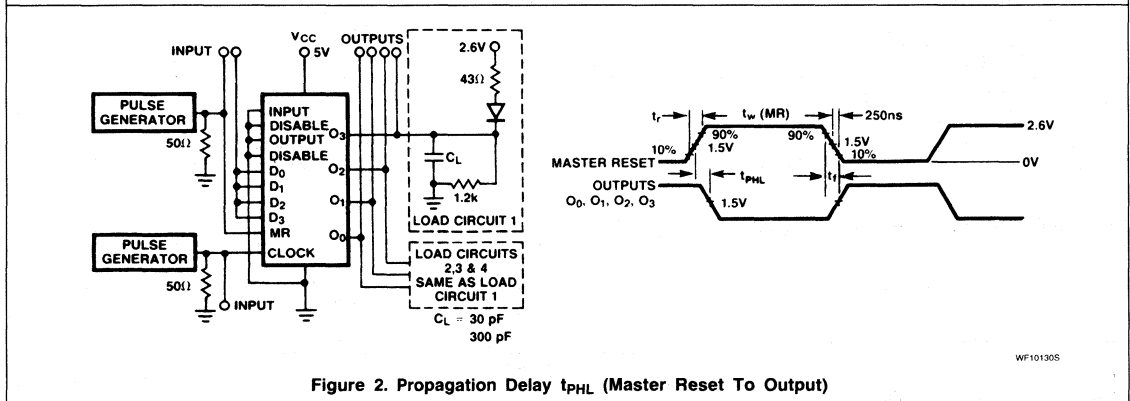 INPUT
VCC
5V
OUTPUTS
2.6V
43Ω
PULSE
GENERATOR
50Ω
INPUT
DISABLE
OUTPUT
DISABLE
D0
D1
D2
D3
MR
CLOCK
O3
O2
O1
O0
CL
1.2k
LOAD CIRCUIT 1
PULSE
GENERATOR
50Ω
INPUT
LOAD CIRCUITS
2,3 & 4
SAME AS LOAD
CIRCUIT 1
CL = 30 pF
300 pF
tr
tw (MR)
250ns
90%
90%
2.6V
1.5V
1.5V
10%
10%
0V
MASTER RESET
tPHL
tf
OUTPUTS
O0, O1, O2, O3
1.5V
WF10130S
Figure 2. Propagation Delay tPHL (Master Reset To Output)